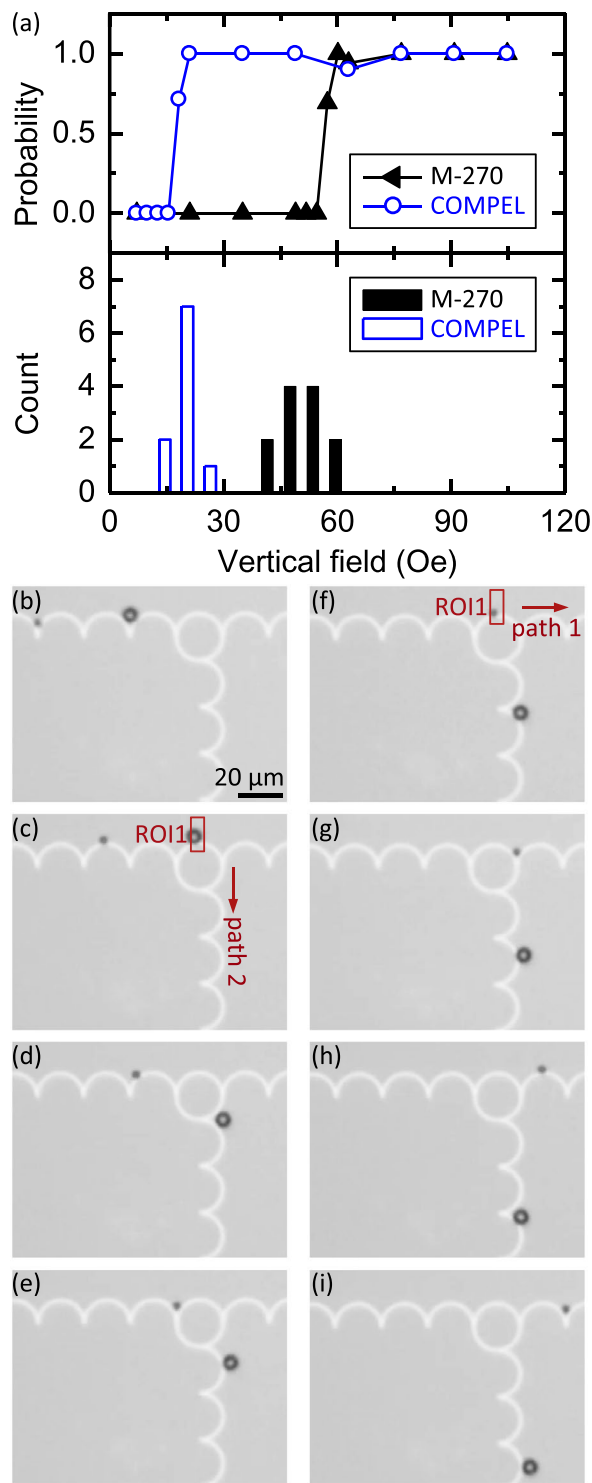 (a)
Probability
1.0
0.5
0.0
M-270
COMPEL
Count
8
6
4
2
0
M-270
COMPEL
0 30 60 90 120
Vertical field (Oe)
(b)
20 µm
(f)
ROI1
path 1
(c)
ROI1
path 2
(g)
(d)
(h)
(e)
(i)